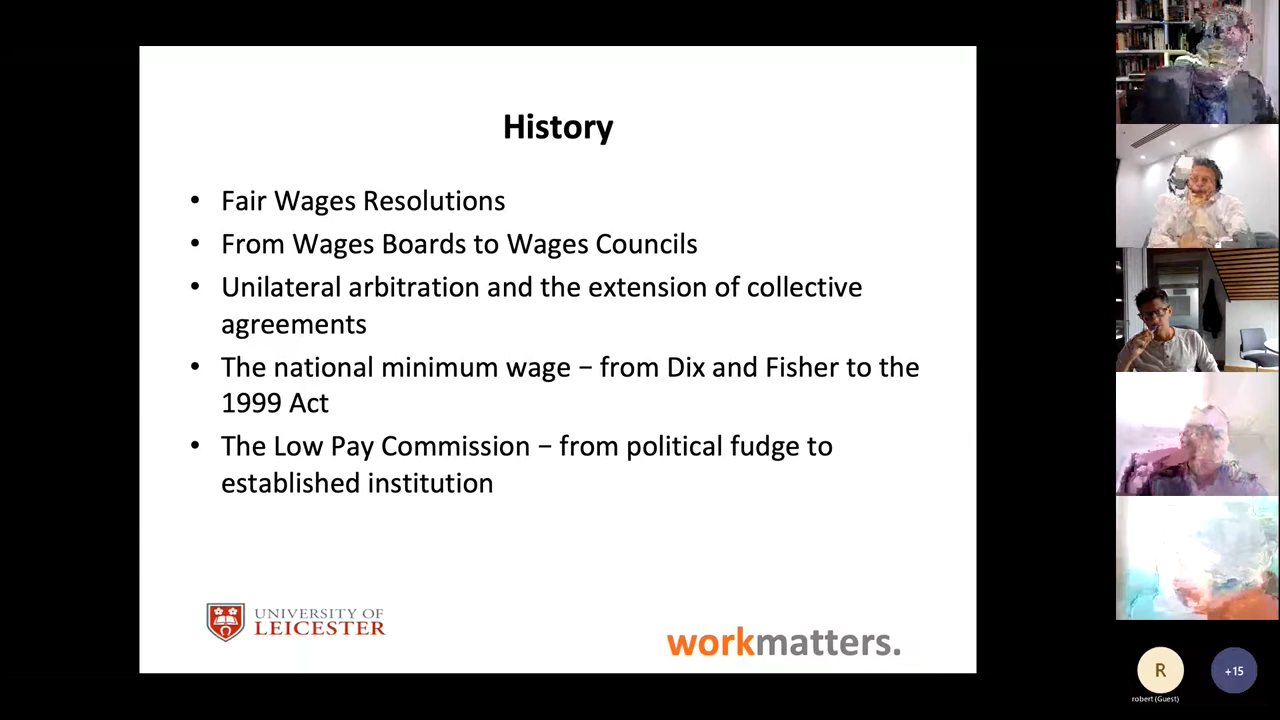 History
• Fair Wages Resolutions
• From Wages Boards to Wages Councils
• Unilateral arbitration and the extension of collective
agreements
• The national minimum wage – from Dix and Fisher to the
1999 Act
• The Low Pay Commission – from political fudge to
established institution
UNIVERSITY OF
LEICESTER
workmatters.
R
+15
robert (Guest)